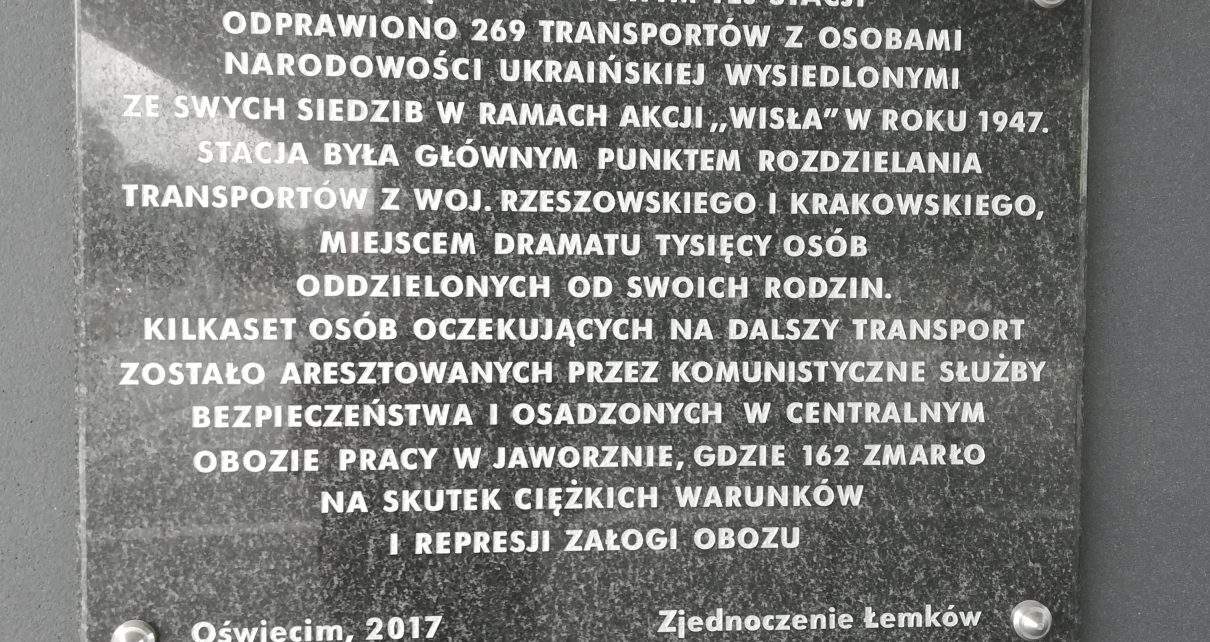 TEJ STACJI
ODPRAWIONO 269 TRANSPORTÓW Z OSOBAMI
NARODOWOŚCI UKRAIŃSKIEJ WYSIEDLONYMI
ZE SWYCH SIEDZIB W RAMACH AKCJI „WISŁA” W ROKU 1947.
STACJA BYŁA GŁÓWNYM PUNKTEM ROZDZIELANIA
TRANSPORTÓW Z WOJ. RZESZOWSKIEGO I KRAKOWSKIEGO,
MIEJSCEM DRAMATU TYSIĘCY OSÓB
ODDZIELONYCH OD SWOICH RODZIN.
KILKASET OSÓB OCZEKUJĄCYCH NA DALSZY TRANSPORT
ZOSTAŁO ARESZTOWANYCH PRZEZ KOMUNISTYCZNE SŁUŻBY
BEZPIECZEŃSTWA I OSADZONYCH W CENTRALNYM
OBOZIE PRACY W JAWORZNIE, GDZIE 162 ZMARŁO
NA SKUTEK CIĘŻKICH WARUNKÓW
I REPRESJI ZAŁOGI OBOZU
Oświęcim, 2017 Zjednoczenie Łemków